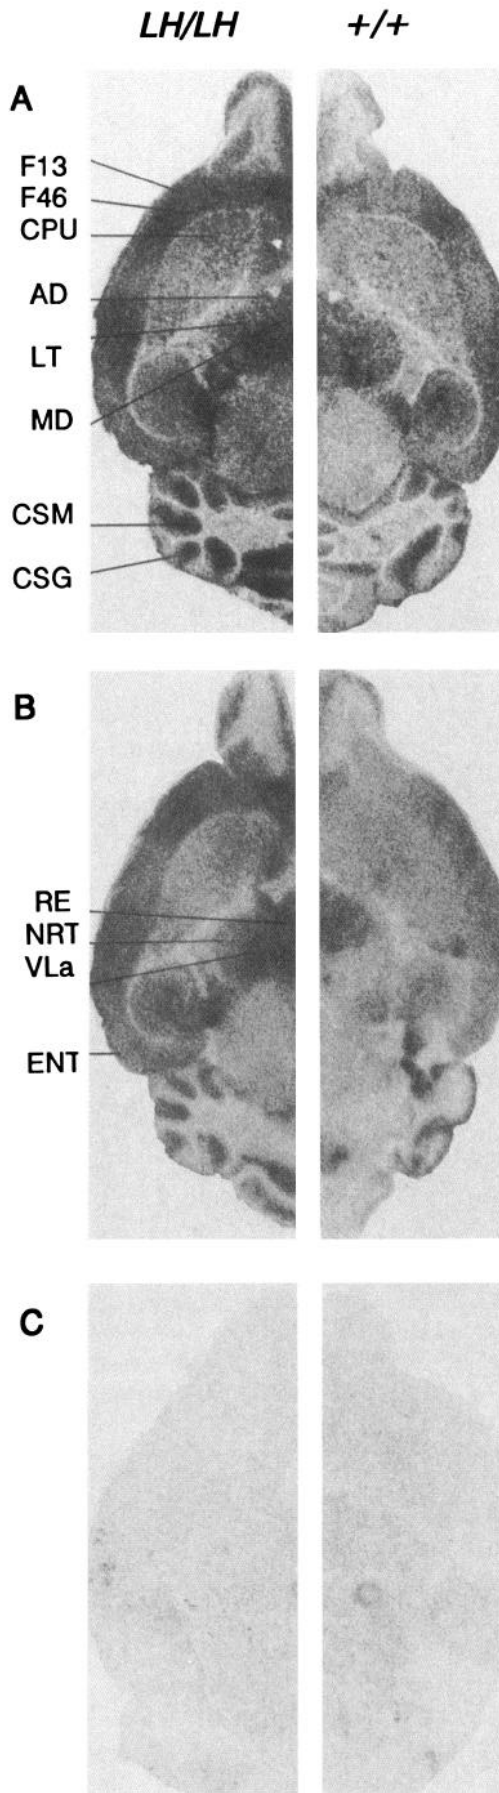 LH/LH +/+
A
F13
F46
CPU
AD
LT
MD
CSM
CSG
B
RE
NRT
VLa
ENT
C